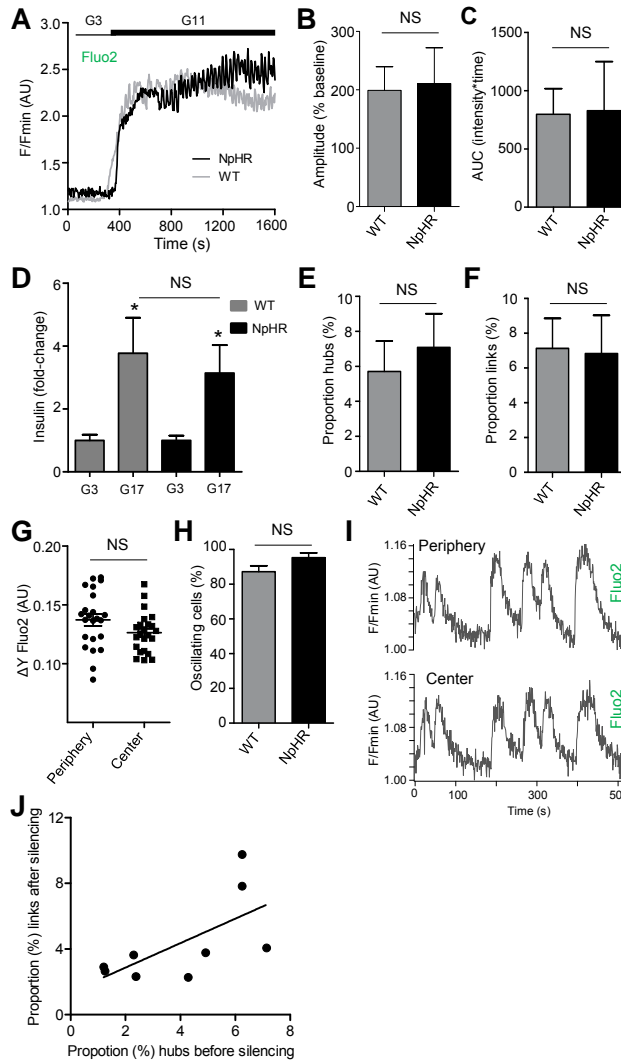 A
G3
G11
Fluo2
F/Fmin (AU)
3.0
2.5
2.0
1.5
1.0
NpHR
WT
0
400
800
1200
1600
Time (s)
B
NS
Amplitude (% baseline)
300
200
100
0
WT
NpHR
C
NS
AUC (intensity*time)
1500
1000
500
0
WT
NpHR
D
NS
WT
NpHR
*
*
Insulin (fold-change)
6
4
2
0
G3
G17
G3
G17
E
NS
Proportion hubs (%)
10
8
6
4
2
0
WT
NpHR
F
NS
Proportion links (%)
10
8
6
4
2
0
WT
NpHR
G
NS
ΔY Fluo2 (AU)
0.20
0.15
0.10
Periphery
Center
H
NS
Oscillating cells (%)
100
80
60
40
20
0
WT
NpHR
I
Periphery
F/Fmin (AU)
1.16
1.08
1.00
Fluo2
Center
F/Fmin (AU)
1.16
1.08
1.00
Fluo2
0
100
300
50
Time (s)
J
Proportion (%) links after silencing
12
8
4
0
0
2
4
6
8
Propotion (%) hubs before silencing